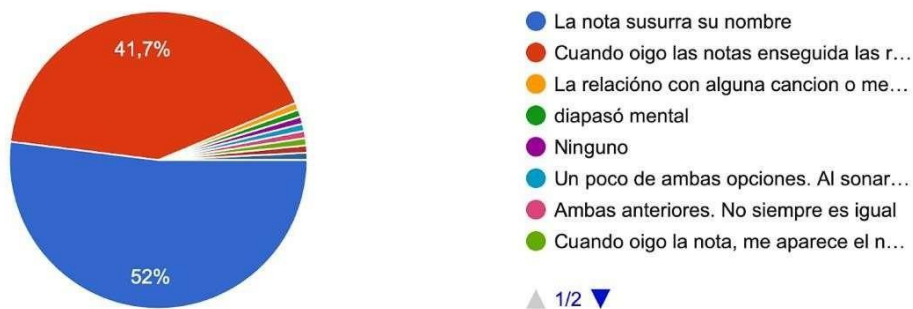 41,7%
52%
La nota susurra su nombre
Cuando oigo las notas enseguida las r…
La relacióno con alguna cancion o me…
diapasó mental
Ninguno
Un poco de ambas opciones. Al sonar…
Ambas anteriores. No siempre es igual
Cuando oigo la nota, me aparece el n…
1/2